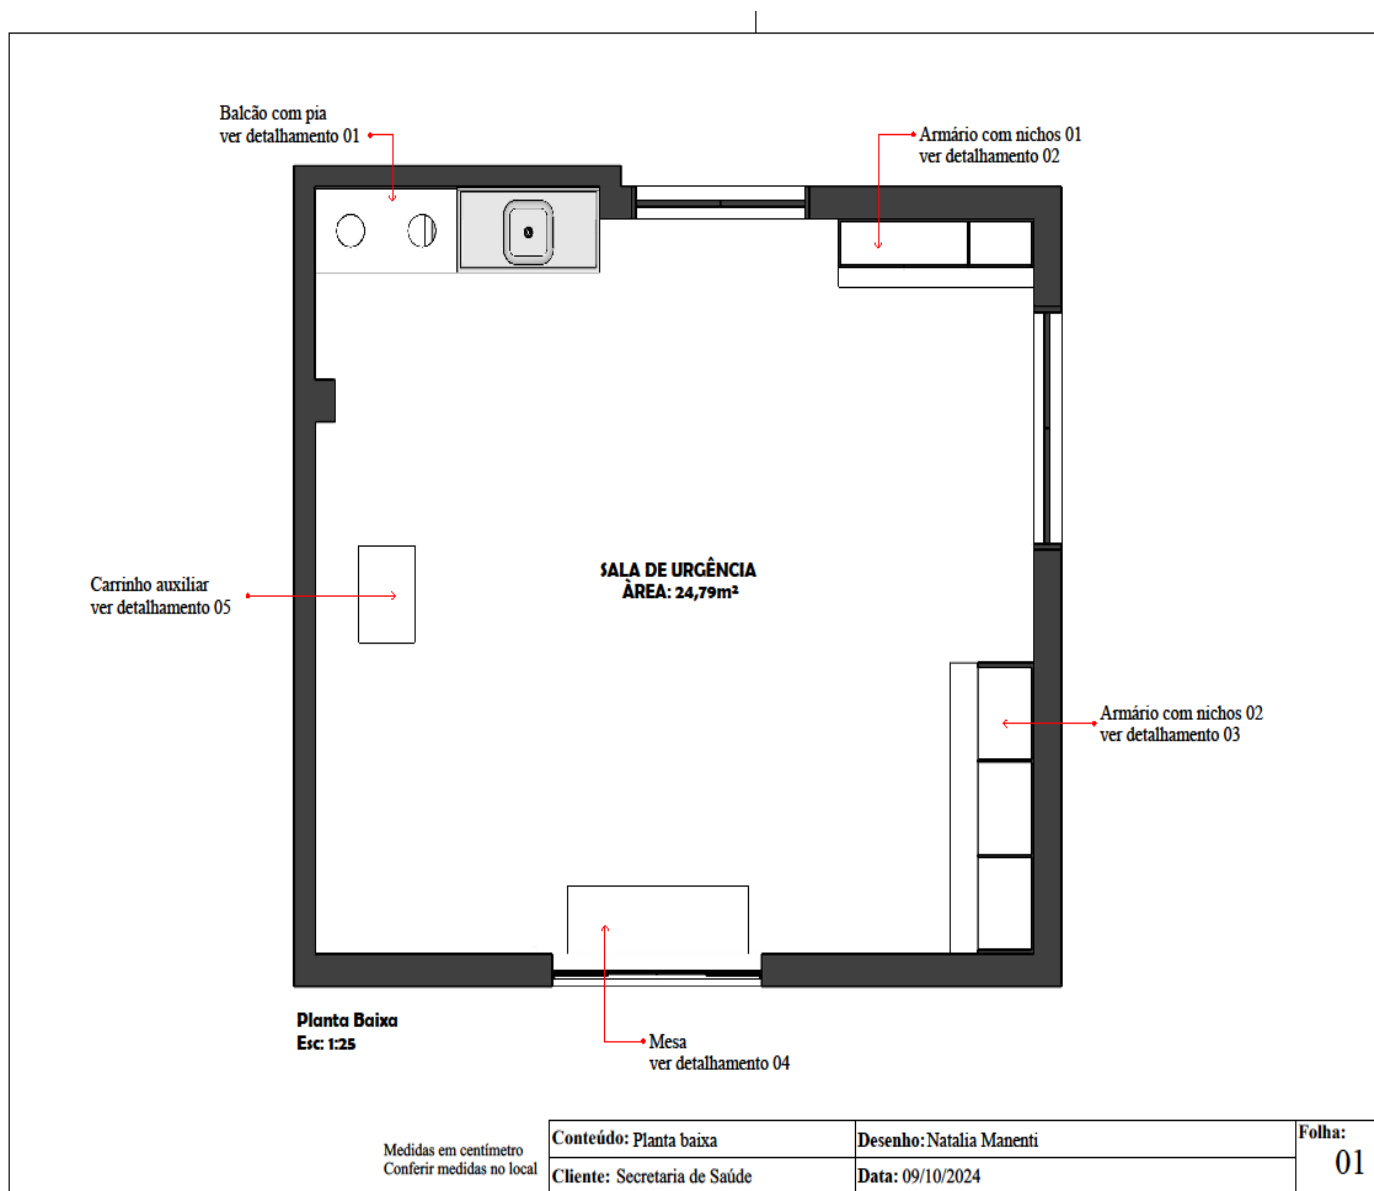 Balcão com pia
ver detalhamento 01
Armário com nichos 01
ver detalhamento 02
SALA DE URGÊNCIA
ÀREA: 24,79m²
Carrinho auxiliar
ver detalhamento 05
Armário com nichos 02
ver detalhamento 03
Planta Baixa
Esc: 1:25
Mesa
ver detalhamento 04
Medidas em centímetro
Conferir medidas no local
Conteúdo: Planta baixa
Desenho: Natalia Manenti
Folha:
01
Cliente: Secretaria de Saúde
Data: 09/10/2024